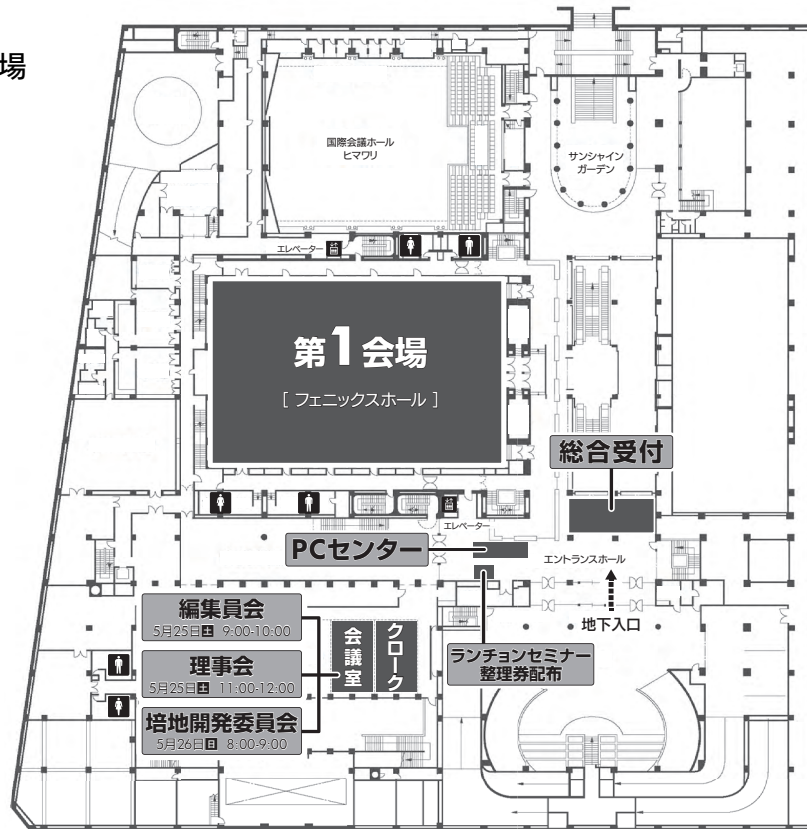 場
国際会議ホール
ヒマワリ
サンシャイン
ガーデン
エレベーター
第1会場
[ フェニックスホール ]
総合受付
エレベーター
PCセンター
エントランスホール
地下入口
編集員会
5月25日土 9:00-10:00
理事会
5月25日土 11:00-12:00
培地開発委員会
5月26日日 8:00-9:00
会議室
クローク
ランチョンセミナー
整理券配布